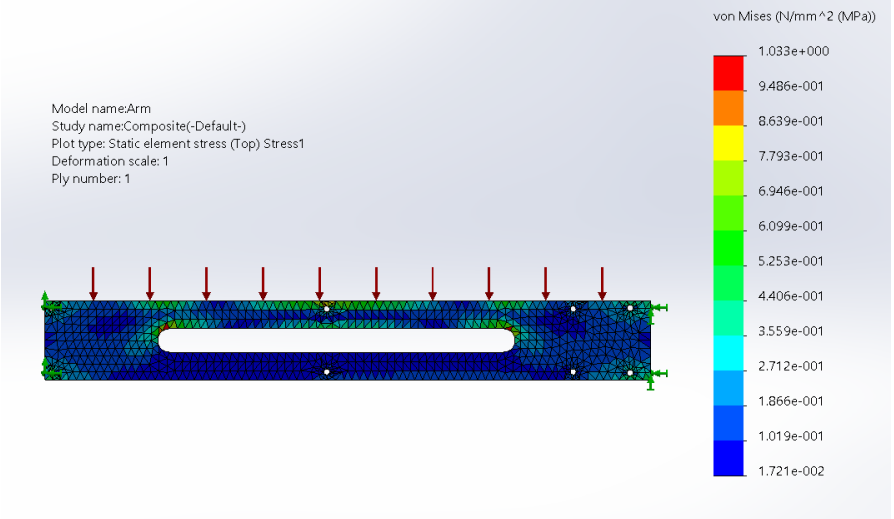 von Mises (N/mm^2 (MPa))
1.033e+000
9.486e-001
8.639e-001
7.793e-001
6.946e-001
6.099e-001
5.253e-001
4.406e-001
3.559e-001
2.712e-001
1.866e-001
1.019e-001
1.721e-002
Model name:Arm
Study name:Composite(-Default-)
Plot type: Static element stress (Top) Stress1
Deformation scale: 1
Ply number: 1